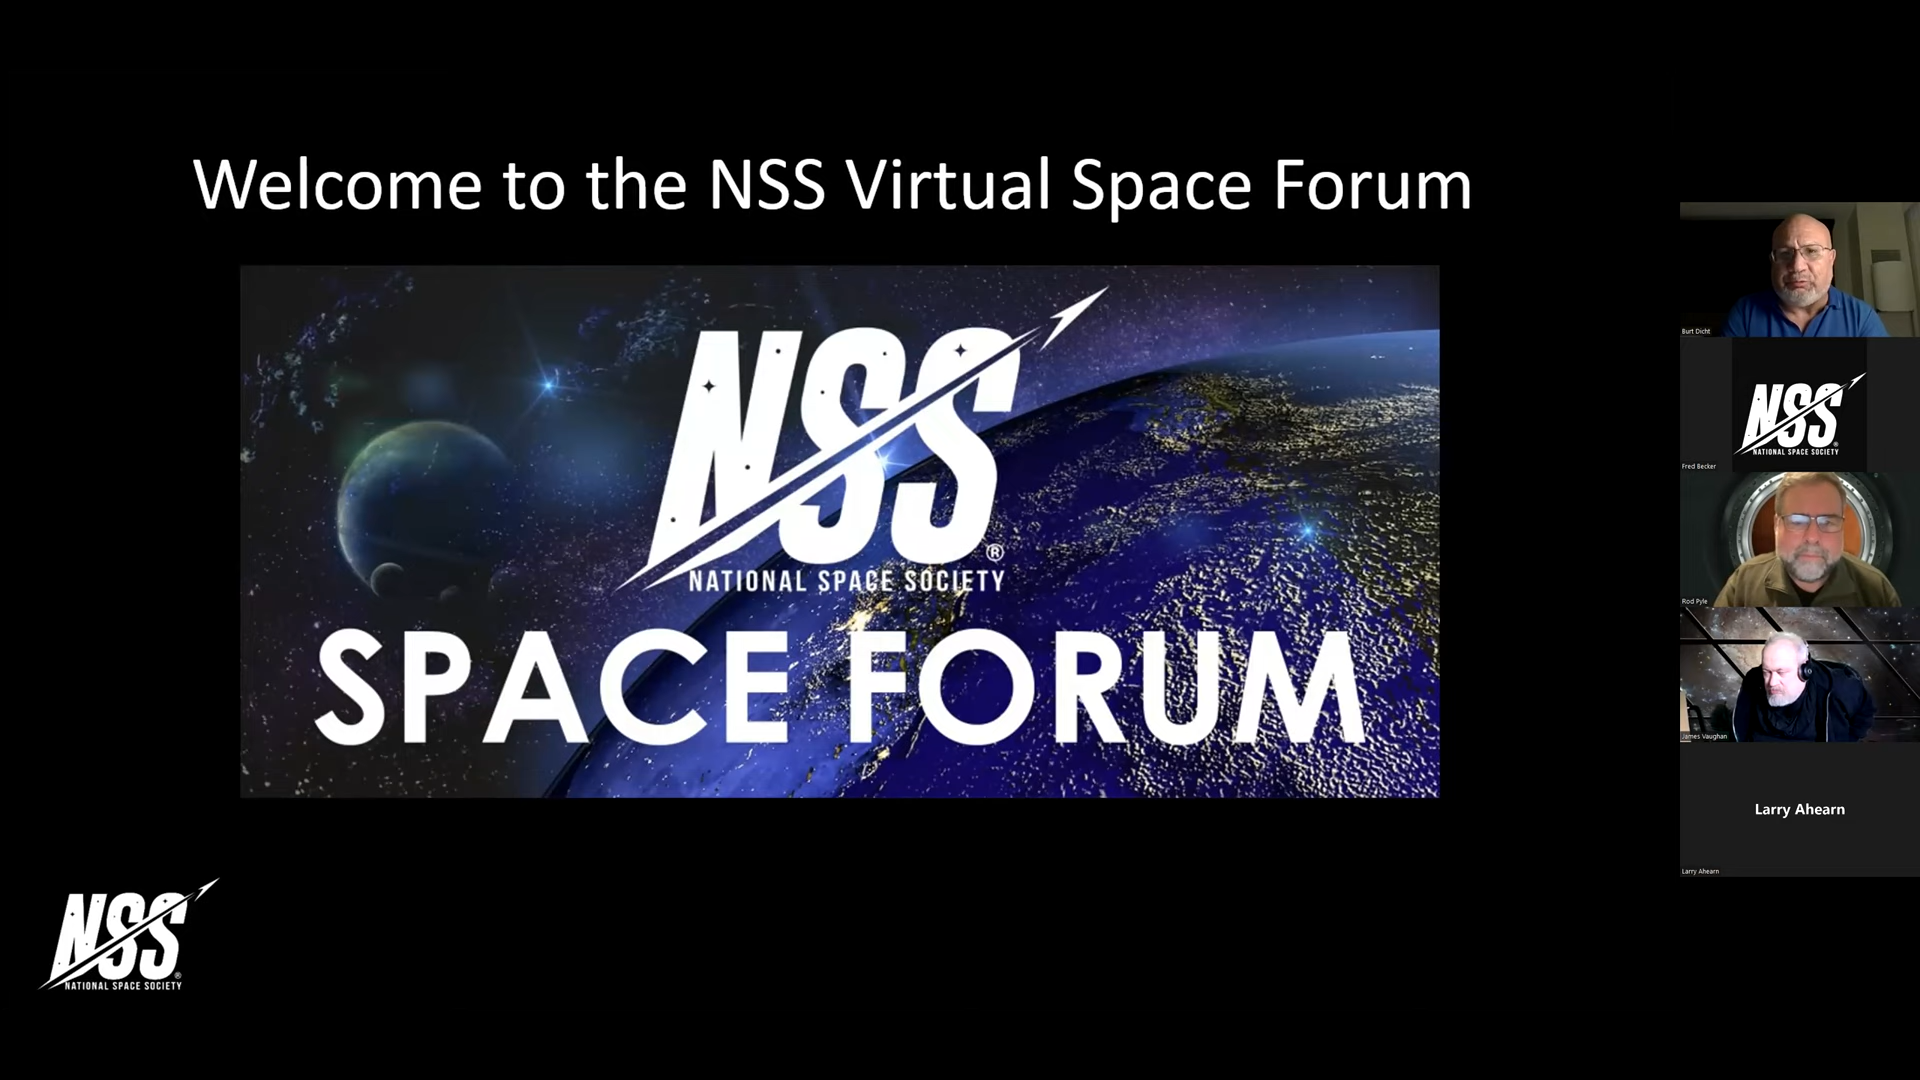 Welcome to the NSS Virtual Space Forum
NSS
®
NATIONAL SPACE SOCIETY
SPACE FORUM
NSS
®
NATIONAL SPACE SOCIETY
Burt Dicht
NSS
®
NATIONAL SPACE SOCIETY
Fred Becker
Rod Pyle
James Vaughan
Larry Ahearn
Larry Ahearn